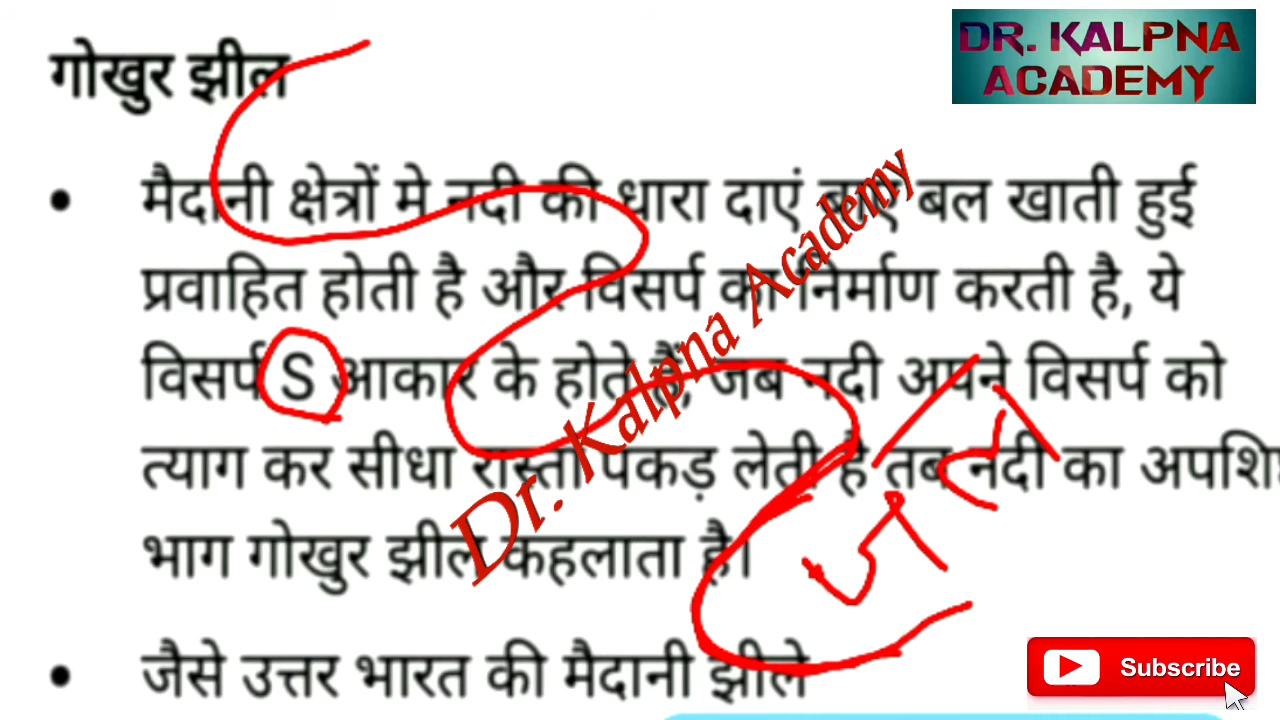 DR. KALPNA
ACADEMY
गोखुर झील
• मैदानी क्षेत्रों मे नदी की धारा दाएं बाएं बल खाती हुई
प्रवाहित होती है और विसर्प का निर्माण करती है, ये
विसर्प S आकार के होते हैं, जब नदी अपने विसर्प को
त्याग कर सीधा रास्ता पकड़ लेती है तब नदी का
भाग गोखुर झील कहलाता है।
• जैसे उत्तर भारत की मैदानी झीले
Dr. Kalpna Academy
जल
Subscribe